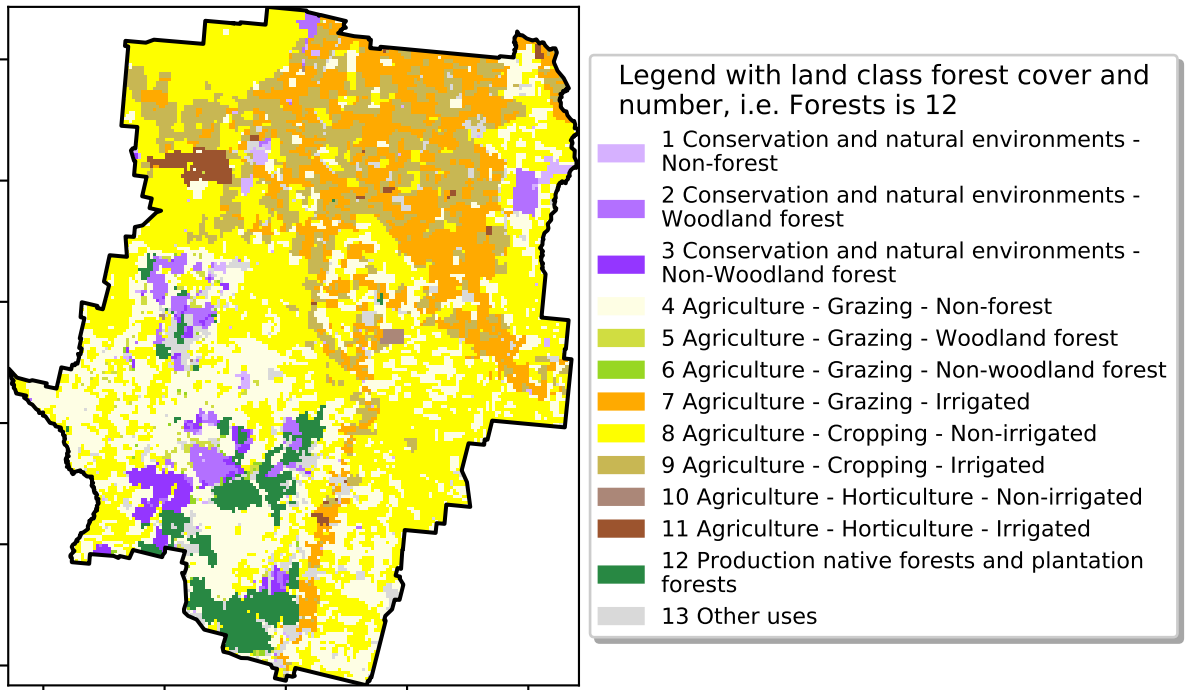 Legend with land class forest cover and
number, i.e. Forests is 12
1 Conservation and natural environments -
Non-forest
2 Conservation and natural environments -
Woodland forest
3 Conservation and natural environments -
Non-Woodland forest
4 Agriculture - Grazing - Non-forest
5 Agriculture - Grazing - Woodland forest
6 Agriculture - Grazing - Non-woodland forest
7 Agriculture - Grazing - Irrigated
8 Agriculture - Cropping - Non-irrigated
9 Agriculture - Cropping - Irrigated
10 Agriculture - Horticulture - Non-irrigated
11 Agriculture - Horticulture - Irrigated
12 Production native forests and plantation
forests
13 Other uses